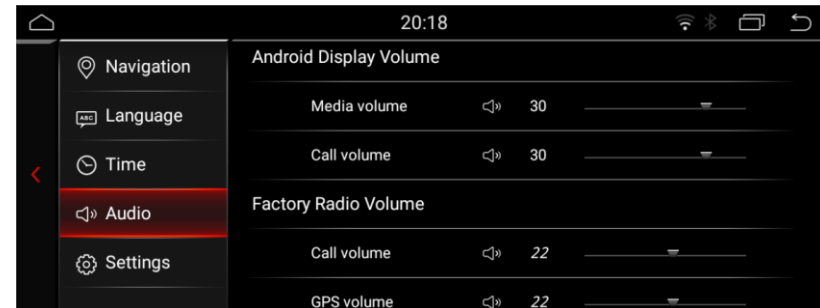 20:18
Navigation
ABC Language
Time
Audio
Settings
Android Display Volume
Media volume 30
Call volume 30
Factory Radio Volume
Call volume 22
GPS volume 22